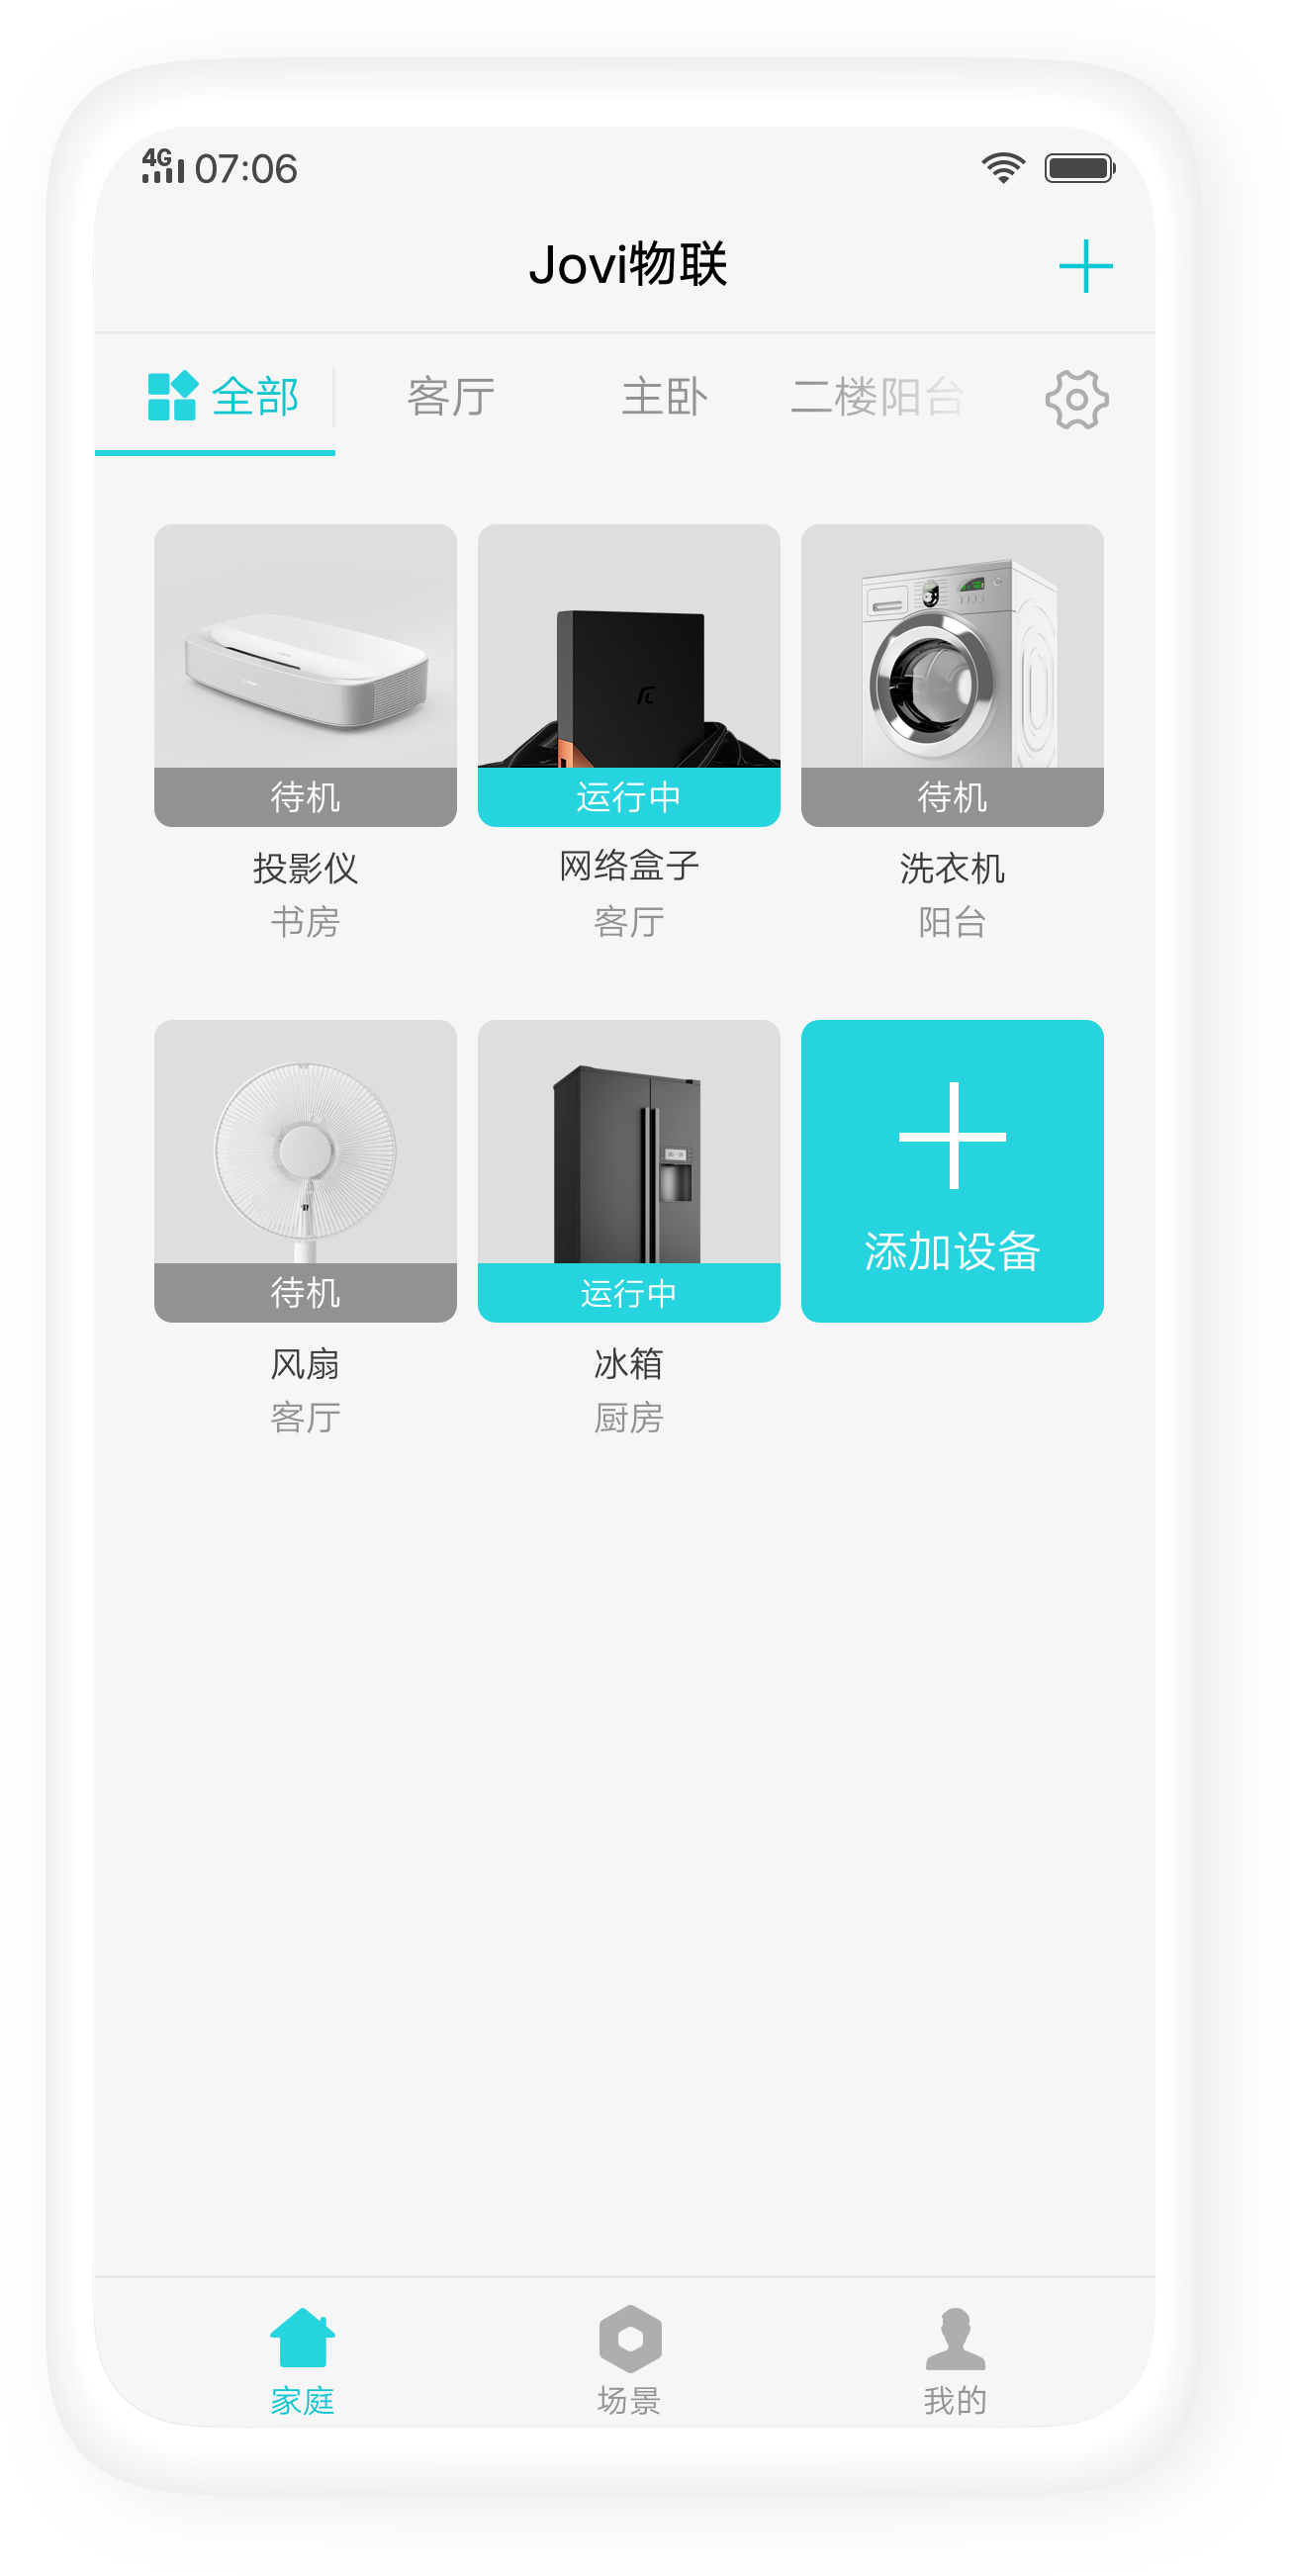 4G 07:06
Jovi物联
全部 客厅 主卧 二楼阳台
待机 运行中 待机
投影仪 网络盒子 洗衣机
书房 客厅 阳台
待机 运行中 添加设备
风扇 冰箱
客厅 厨房
家庭 场景 我的